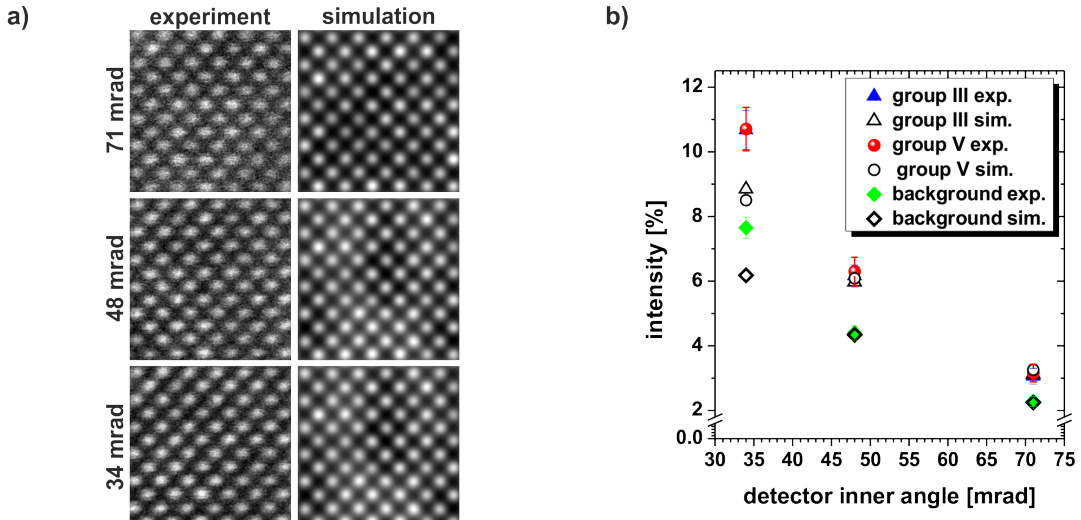 a)
experiment simulation
71 mrad
48 mrad
34 mrad
b)
intensity [%]
12
10
8
6
4
2
0.0
group III exp.
group III sim.
group V exp.
group V sim.
background exp.
background sim.
30 35 40 45 50 55 60 65 70 75
detector inner angle [mrad]